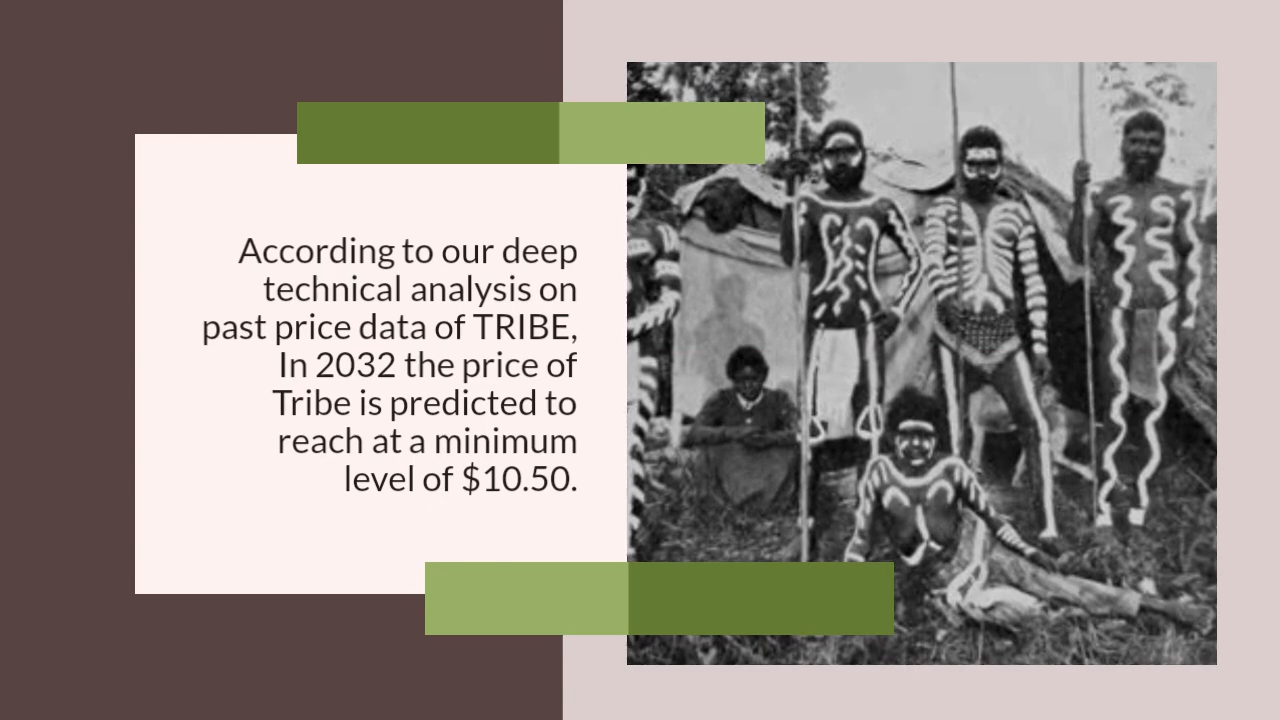 According to our deep
technical analysis on
past price data of TRIBE,
In 2032 the price of
Tribe is predicted to
reach at a minimum
level of $10.50.